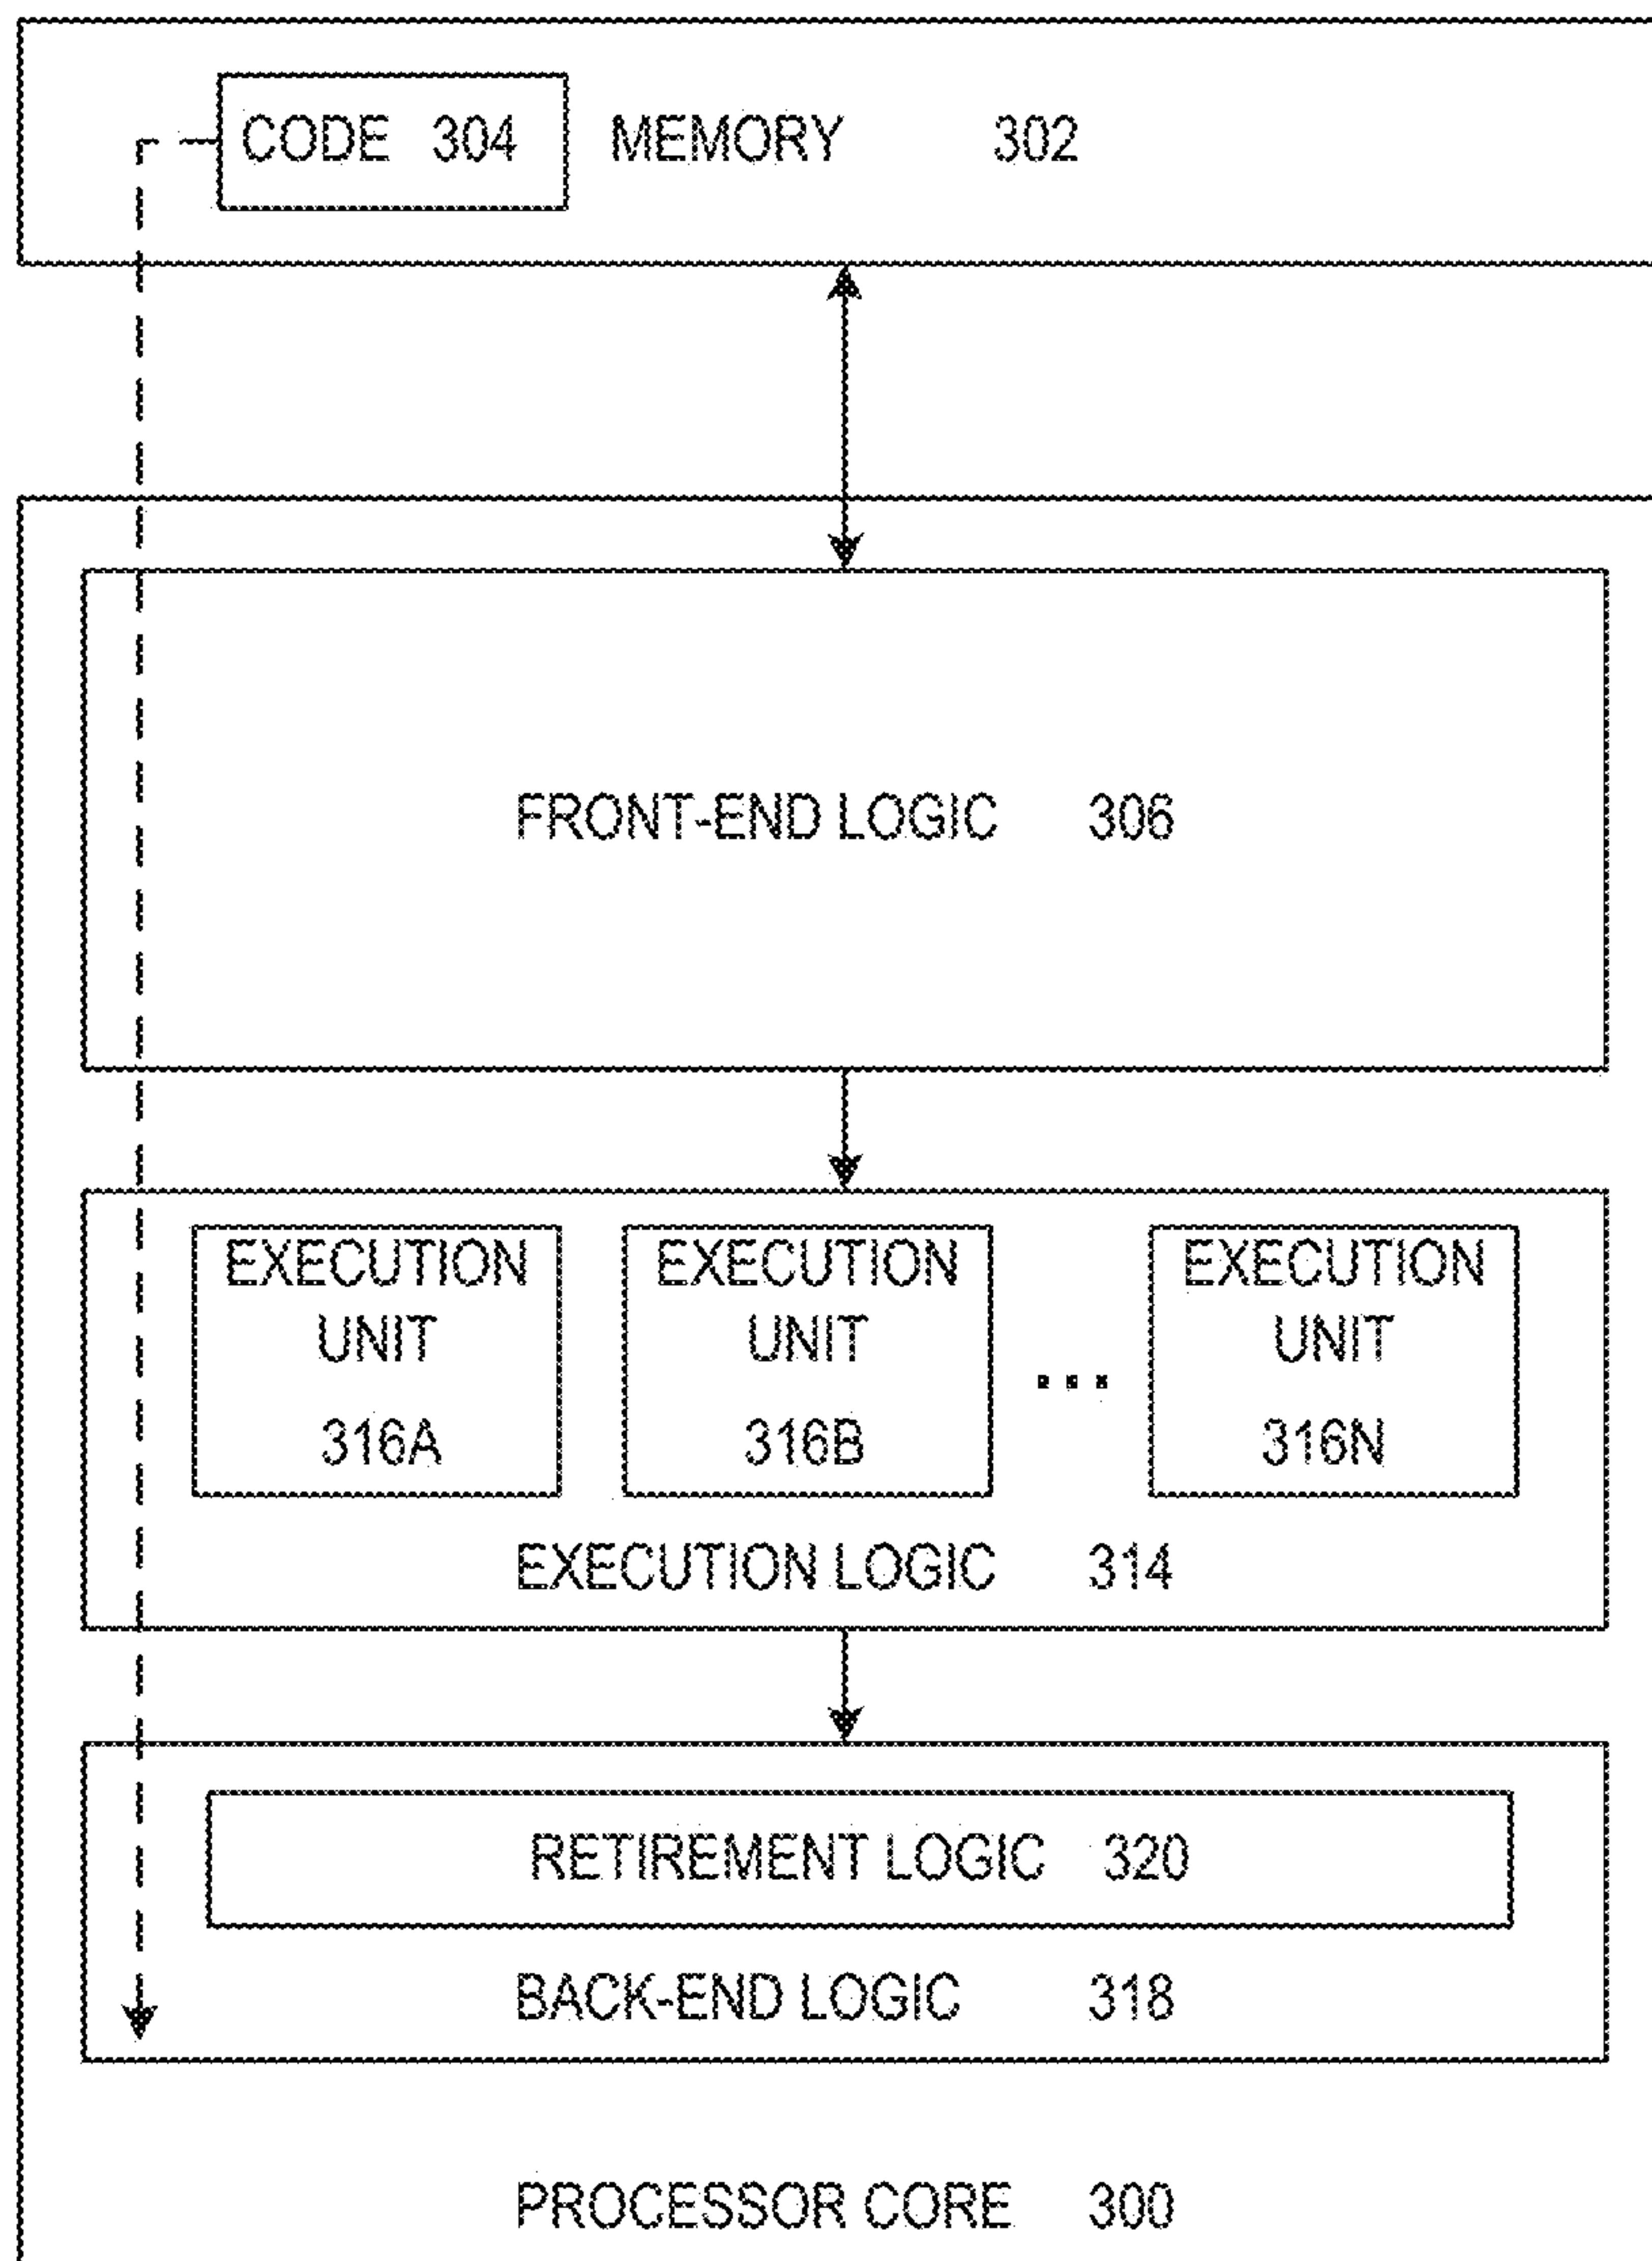 CODE 304 MEMORY 302
FRONT-END LOGIC 306
EXECUTION
UNIT
316A
EXECUTION
UNIT
316B
...
EXECUTION
UNIT
316N
EXECUTION LOGIC 314
RETIREMENT LOGIC 320
BACK-END LOGIC 318
PROCESSOR CORE 300